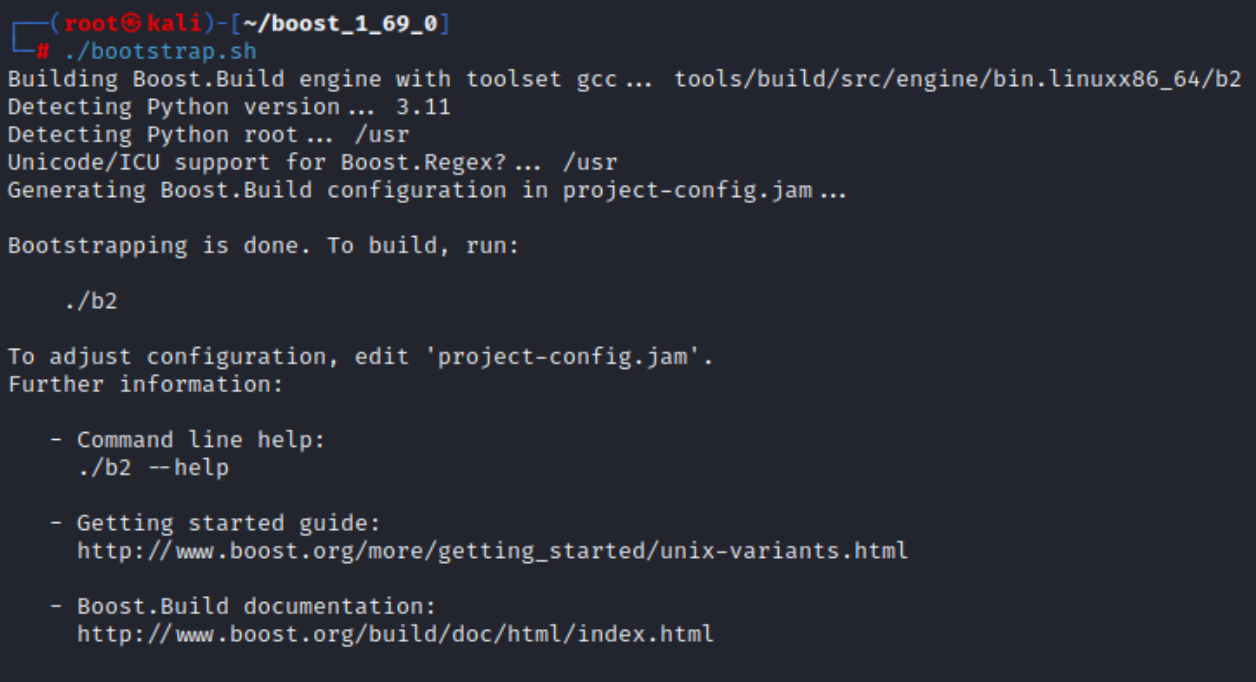 ┌──(root㉿kali)-[~/boost_1_69_0]
└─# ./bootstrap.sh
Building Boost.Build engine with toolset gcc... tools/build/src/engine/bin.linuxx86_64/b2
Detecting Python version... 3.11
Detecting Python root... /usr
Unicode/ICU support for Boost.Regex?... /usr
Generating Boost.Build configuration in project-config.jam...
Bootstrapping is done. To build, run:
./b2
To adjust configuration, edit 'project-config.jam'.
Further information:
- Command line help:
./b2 --help
- Getting started guide:
http://www.boost.org/more/getting_started/unix-variants.html
- Boost.Build documentation:
http://www.boost.org/build/doc/html/index.html